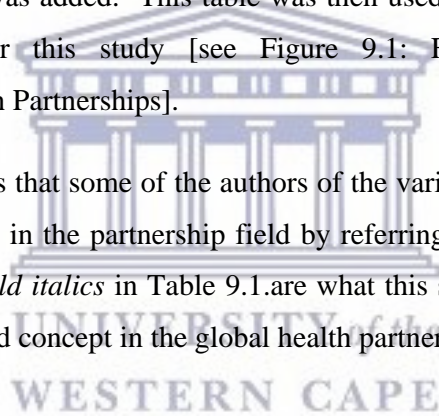 was added. This table was then used
r this study [see Figure 9.1:
n Partnerships].
s that some of the authors of the vari
in the partnership field by referring
ld italics in Table 9.1.are what this s
d concept in the global health partner
UNIVERSITY of the
WESTERN CAPE